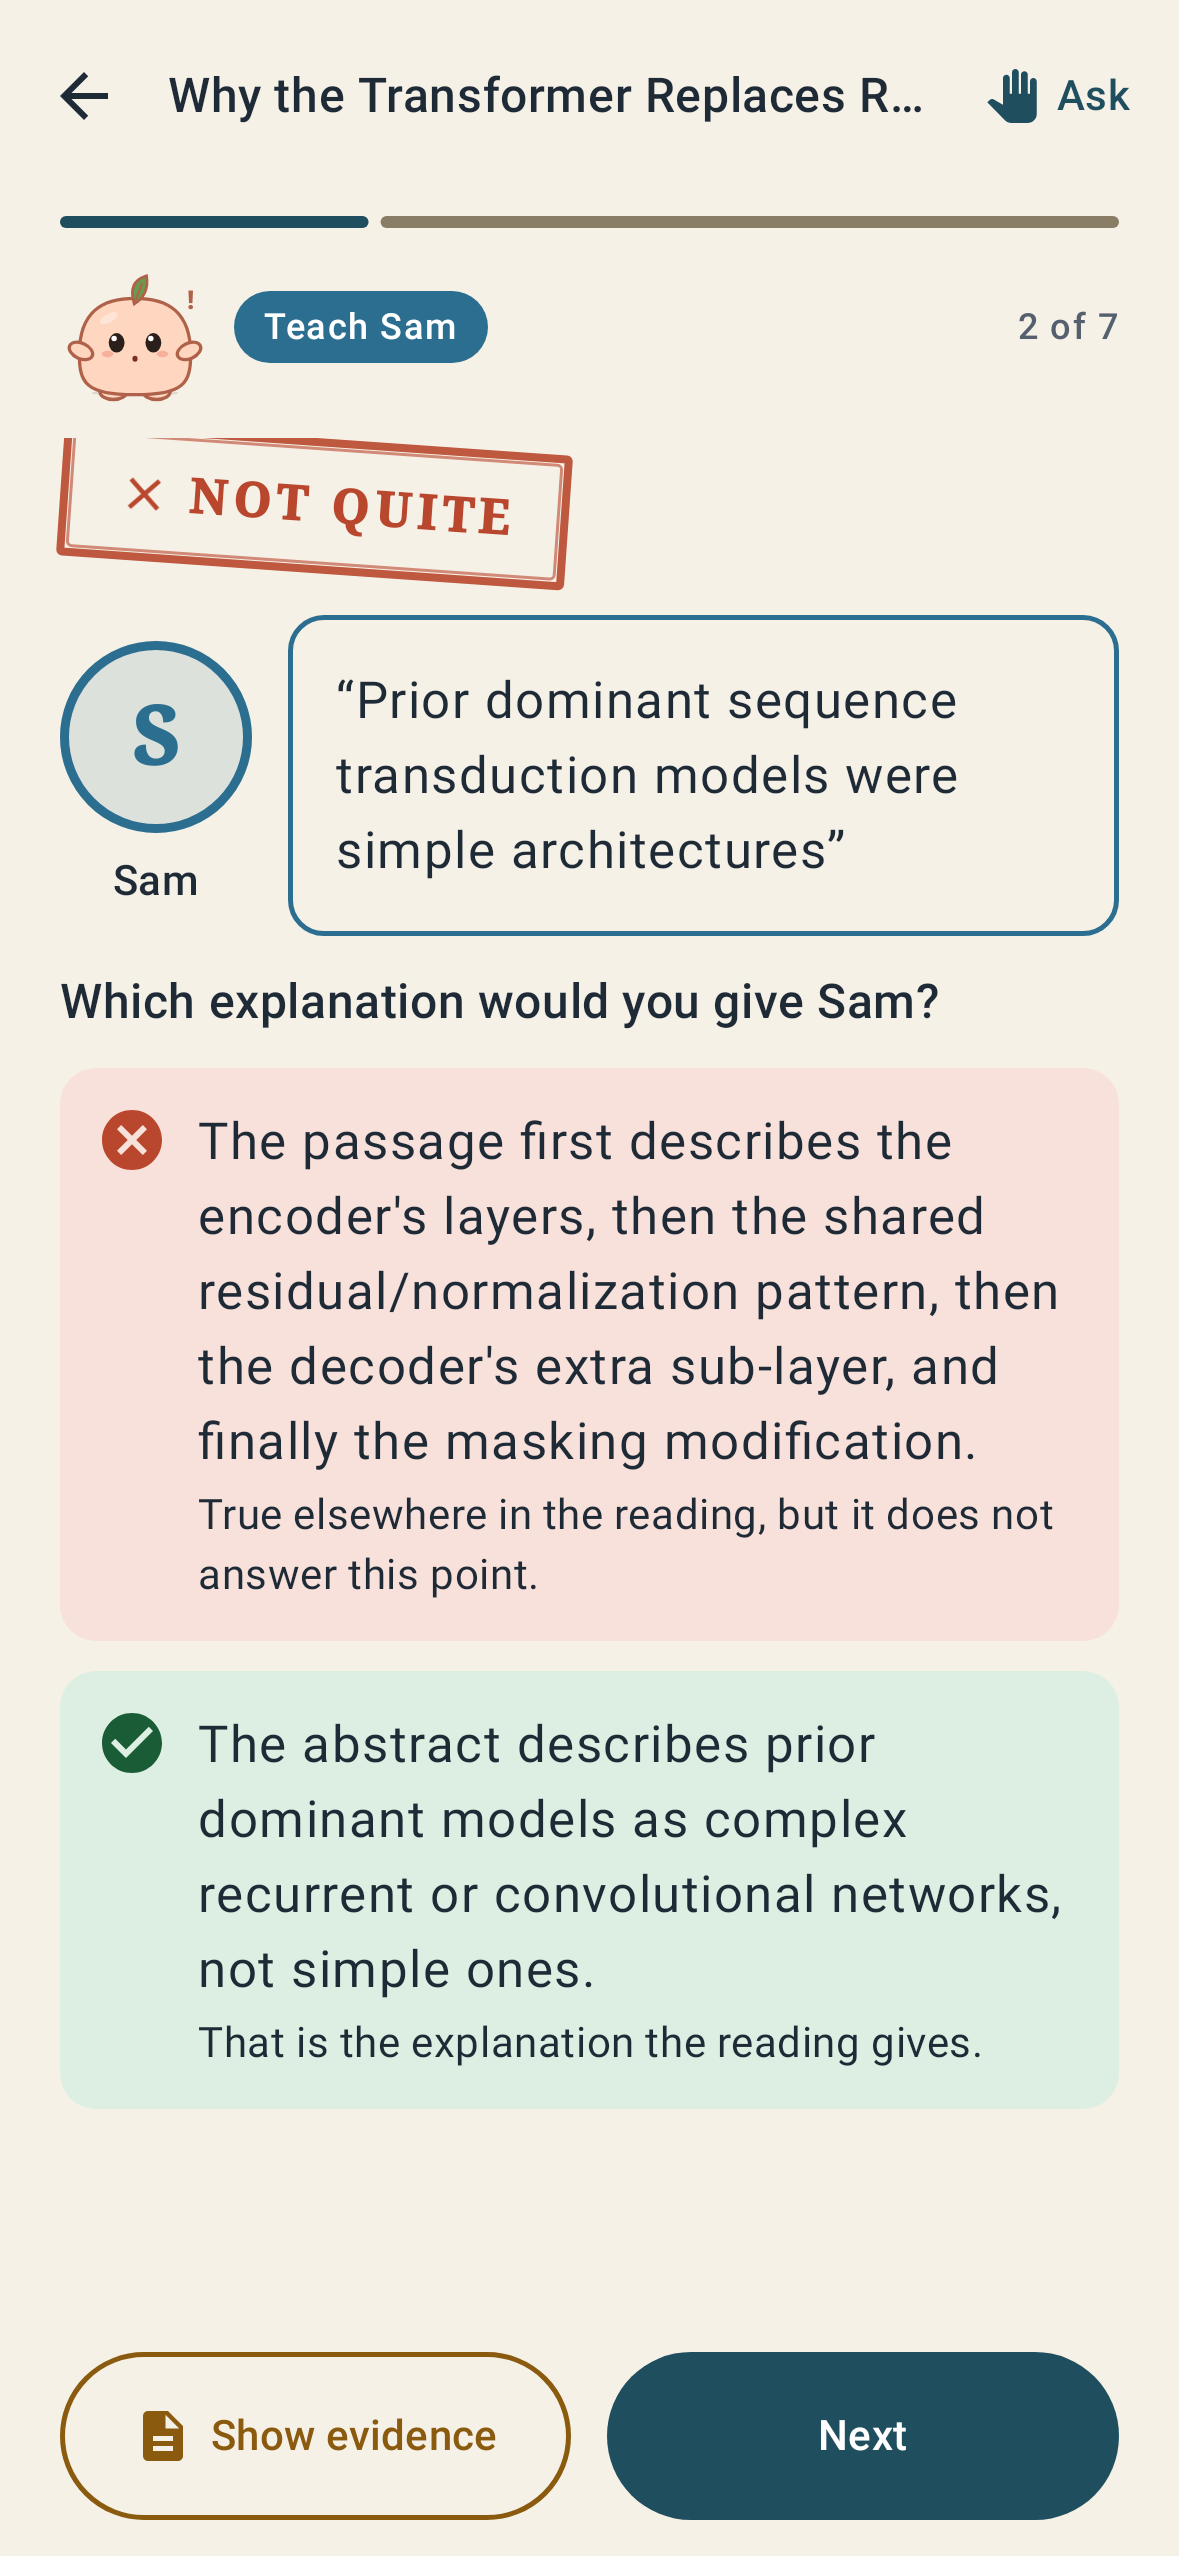 Why the Transformer Replaces R...
Ask
!
Teach Sam
2 of 7
NOT QUITE
S
Sam
“Prior dominant sequence
transduction models were
simple architectures”
Which explanation would you give Sam?
The passage first describes the
encoder's layers, then the shared
residual/normalization pattern, then
the decoder's extra sub-layer, and
finally the masking modification.
True elsewhere in the reading, but it does not
answer this point.
The abstract describes prior
dominant models as complex
recurrent or convolutional networks,
not simple ones.
That is the explanation the reading gives.
Show evidence
Next